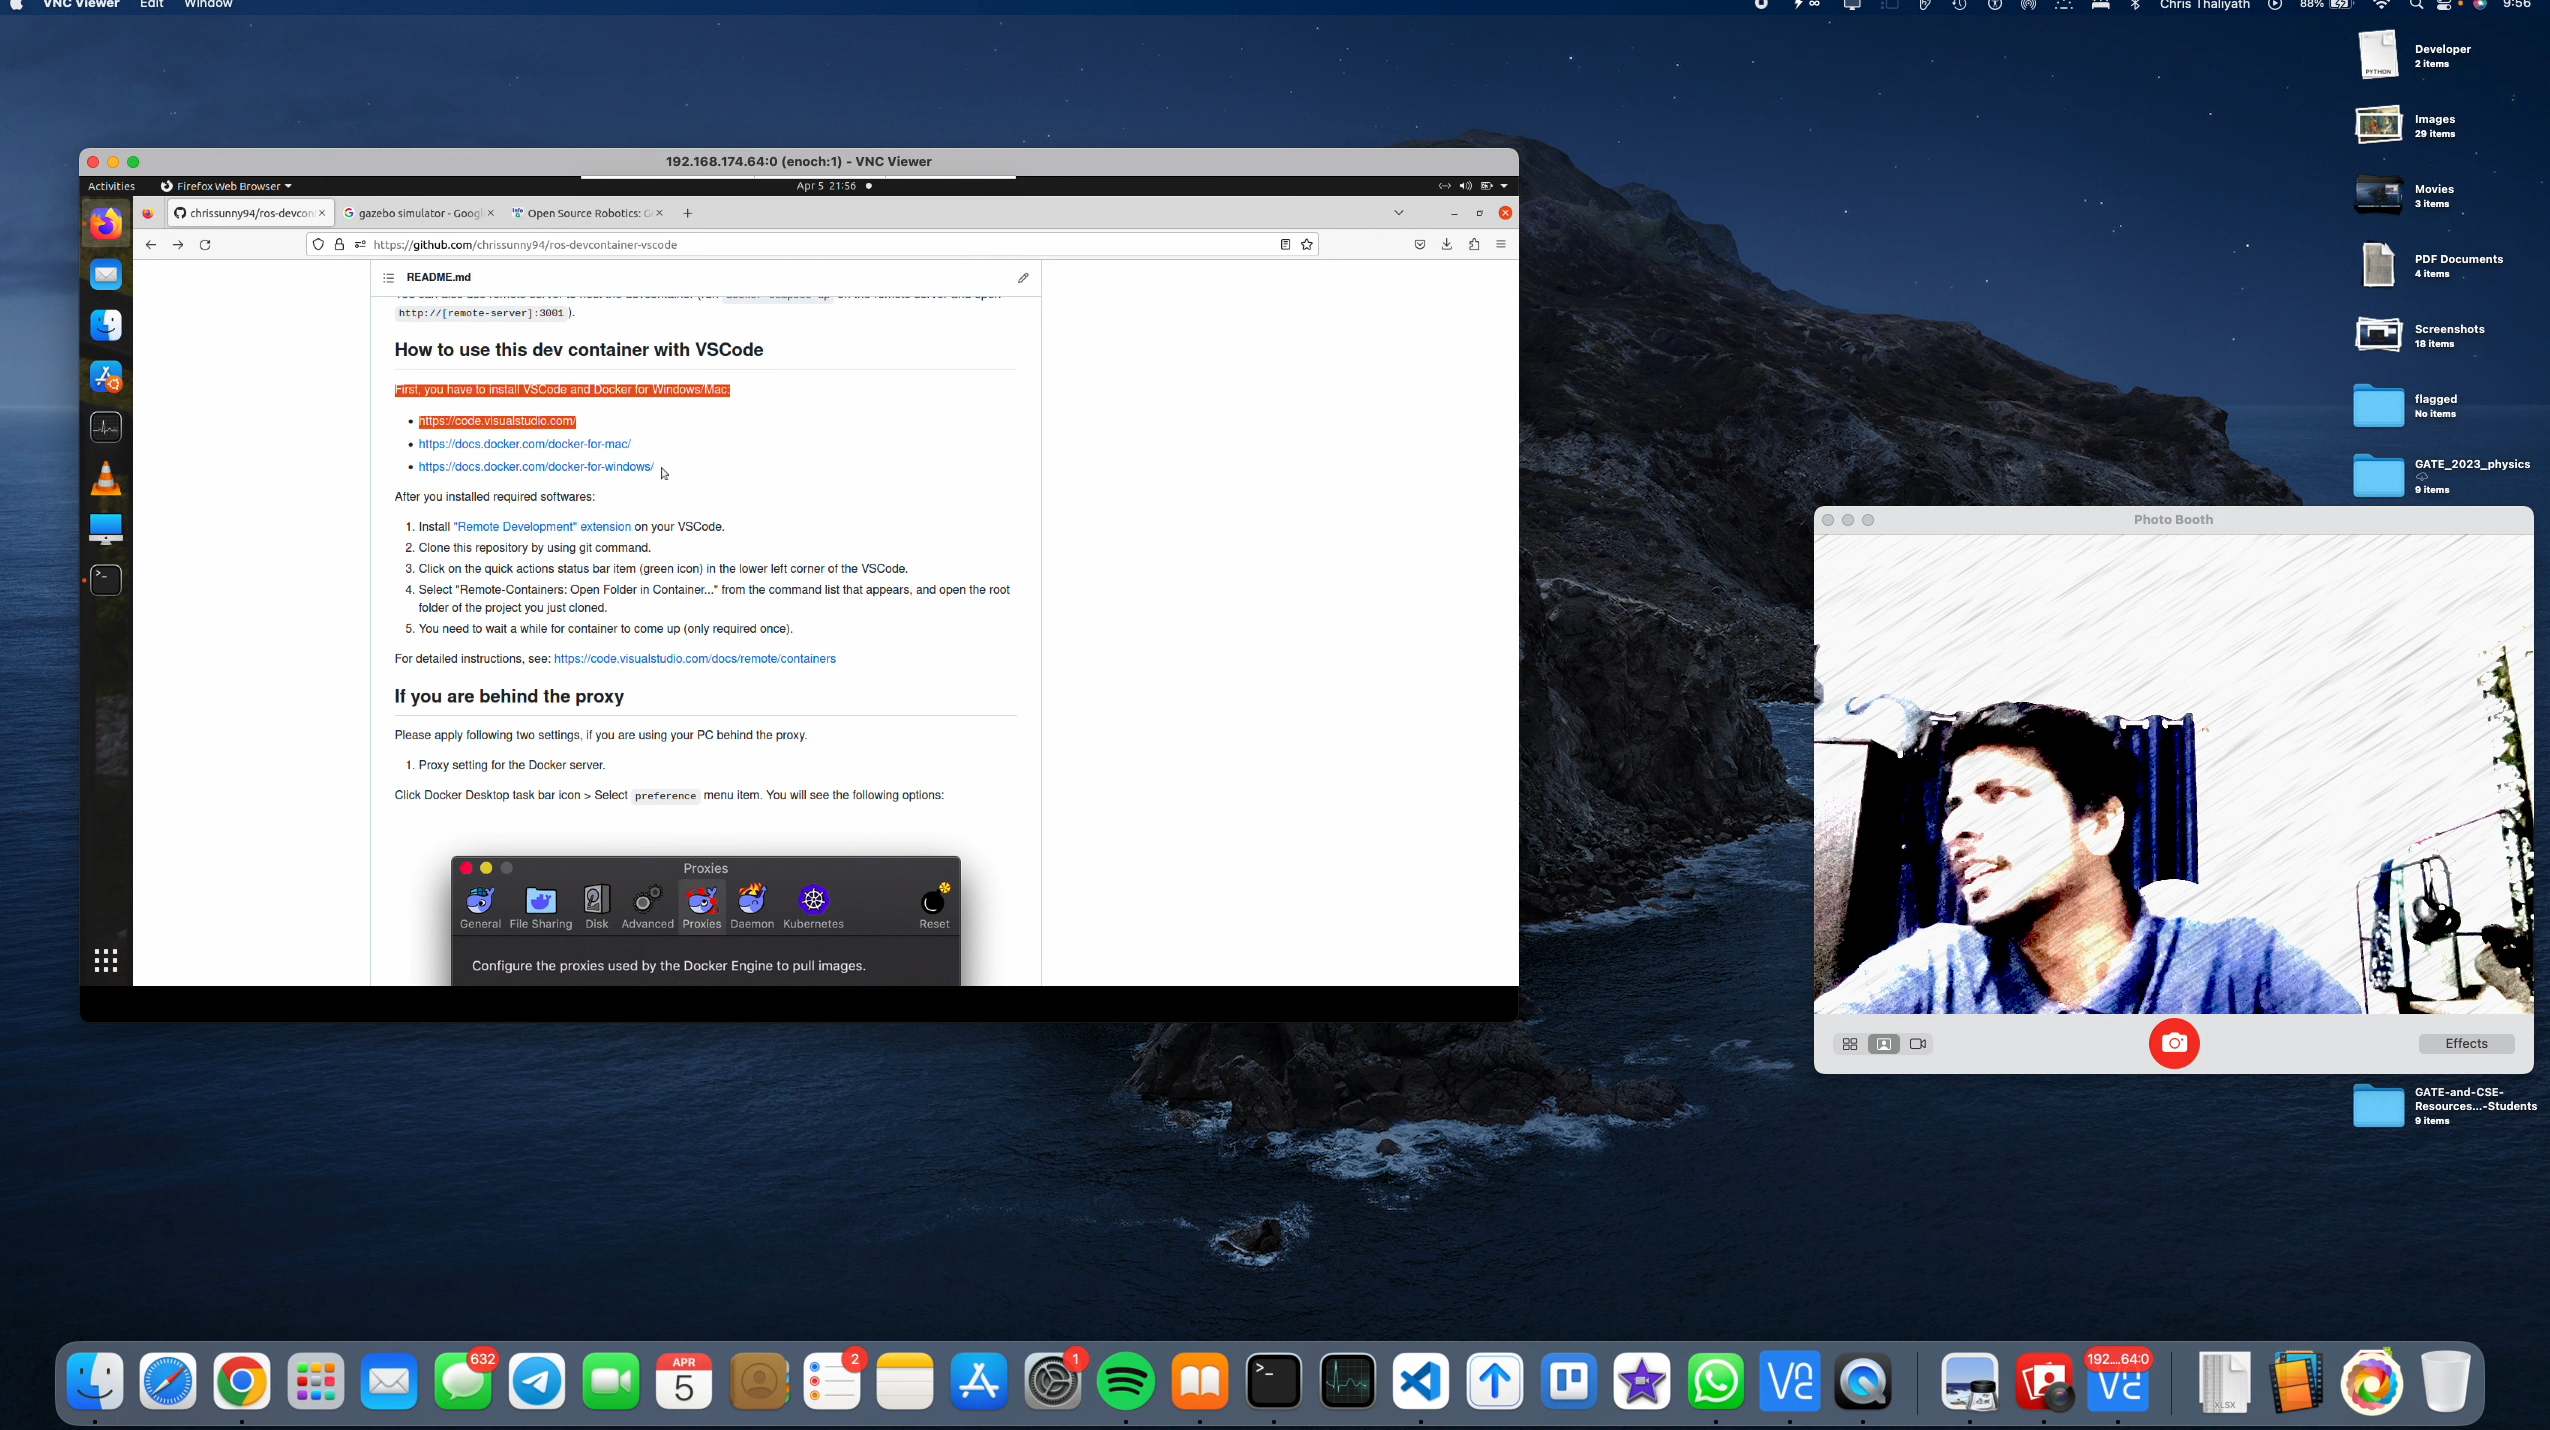 VNC Viewer Edit Window
Chris Thaliyath 88% 9:56
Developer
2 items
PYTHON
Images
29 items
Movies
3 items
PDF Documents
4 items
Screenshots
18 items
flagged
No items
GATE_2023_physics
9 items
192.168.174.64:0 (enoch:1) - VNC Viewer
Activities Firefox Web Browser Apr 5 21:56
chrissunny94/ros-devcon
gazebo simulator - Googl
Open Source Robotics: G
https://github.com/chrissunny94/ros-devcontainer-vscode
README.md
http://[remote-server]:3001 ).
How to use this dev container with VSCode
First, you have to install VSCode and Docker for Windows/Mac:
• https://code.visualstudio.com/
• https://docs.docker.com/docker-for-mac/
• https://docs.docker.com/docker-for-windows/
After you installed required softwares:
1. Install "Remote Development" extension on your VSCode.
2. Clone this repository by using git command.
3. Click on the quick actions status bar item (green icon) in the lower left corner of the VSCode.
4. Select "Remote-Containers: Open Folder in Container..." from the command list that appears, and open the root
folder of the project you just cloned.
5. You need to wait a while for container to come up (only required once).
For detailed instructions, see: https://code.visualstudio.com/docs/remote/containers
If you are behind the proxy
Please apply following two settings, if you are using your PC behind the proxy.
1. Proxy setting for the Docker server.
Click Docker Desktop task bar icon > Select preference menu item. You will see the following options:
Proxies
General File Sharing Disk Advanced Proxies Daemon Kubernetes Reset
Configure the proxies used by the Docker Engine to pull images.
Photo Booth
Effects
GATE-and-CSE-
Resources...-Students
9 items
632
APR
5
2
1
192....64:0
XLSX